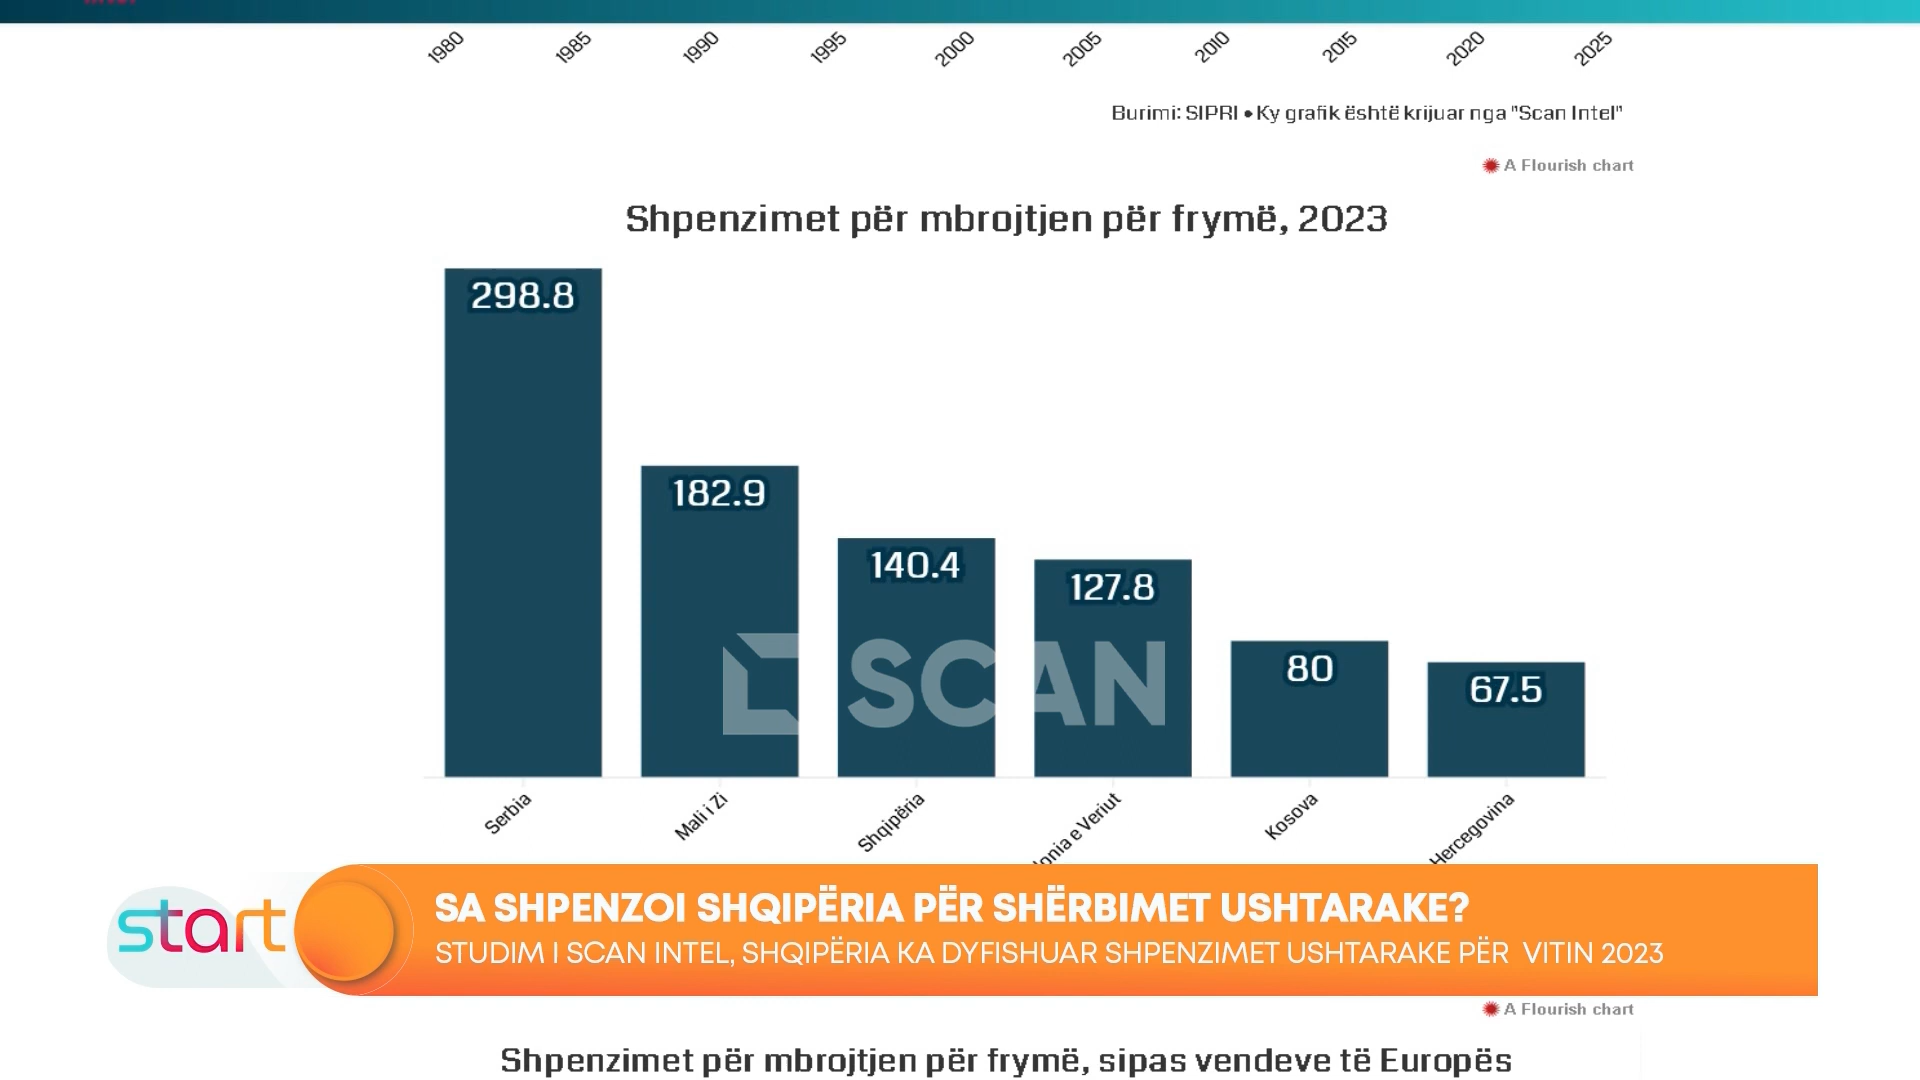 1980 1985 1990 1995 2000 2005 2010 2015 2020 2025
Burimi: SIPRI • Ky grafik është krijuar nga "Scan Intel"
A Flourish chart
Shpenzimet për mbrojtjen për frymë, 2023
298.8
182.9
140.4
127.8
80
67.5
SCAN
Serbia Mali i Zi Shqipëria e Veriut Kosova Hercegovina
start
SA SHPENZOI SHQIPËRIA PËR SHËRBIMET USHTARAKE?
STUDIM I SCAN INTEL, SHQIPËRIA KA DYFISHUAR SHPENZIMET USHTARAKE PËR VITIN 2023
A Flourish chart
Shpenzimet për mbrojtjen për frymë, sipas vendeve të Europës